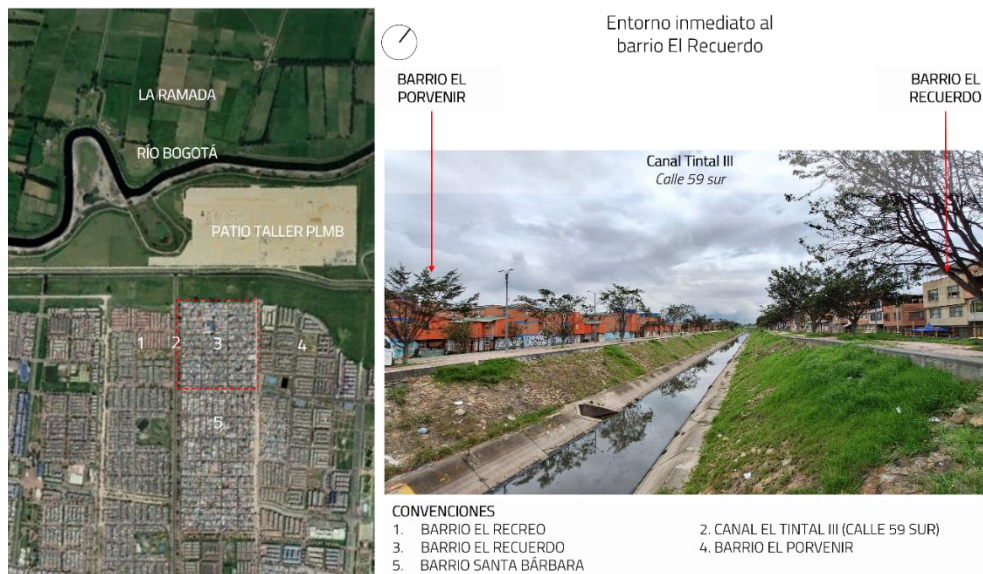 LA RAMADA
RÍO BOGOTÁ
PATIO TALLER PLMB
1
2
3
4
5
Entorno inmediato al
barrio El Recuerdo
BARRIO EL
PORVENIR
BARRIO EL
RECUERDO
Canal Tintal III
Calle 59 sur
CONVENCIONES
1. BARRIO EL RECREO
2. CANAL EL TINTAL III (CALLE 59 SUR)
3. BARRIO EL RECUERDO
4. BARRIO EL PORVENIR
5. BARRIO SANTA BÁRBARA